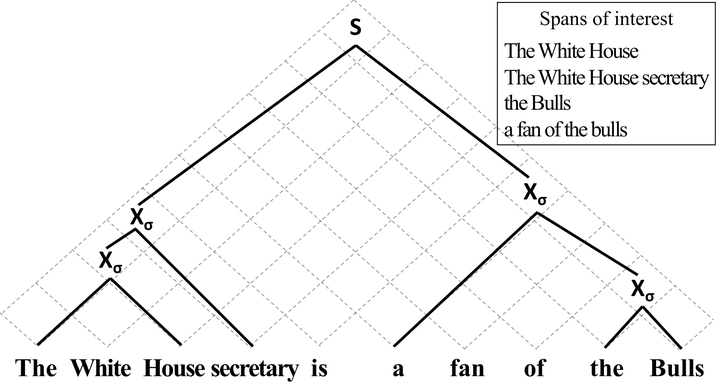 S
Spans of interest
The White House
The White House secretary
the Bulls
a fan of the bulls
Xσ
Xσ
Xσ
Xσ
The White House secretary is a fan of the Bulls